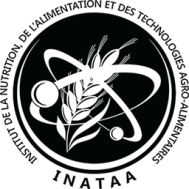 INSTITUT DE LA NUTRITION, DE L'ALIMENTATION ET DES TECHNOLOGIES AGRO-ALIMENTAIRES
INATAA